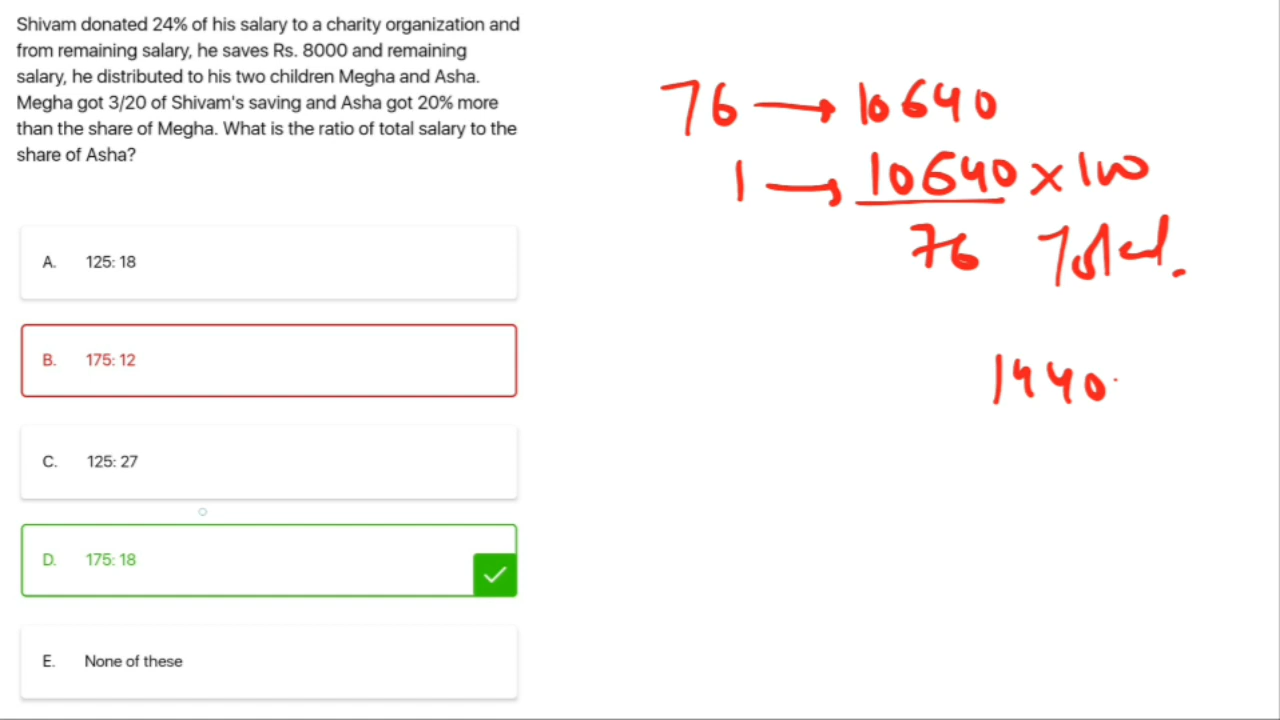 Shivam donated 24% of his salary to a charity organization and
from remaining salary, he saves Rs. 8000 and remaining
salary, he distributed to his two children Megha and Asha.
Megha got 3/20 of Shivam's saving and Asha got 20% more
than the share of Megha. What is the ratio of total salary to the
share of Asha?
A. 125: 18
B. 175: 12
C. 125: 27
D. 175: 18
E. None of these
76 → 10640
1 → 10640 × 100
76 Total.
1440